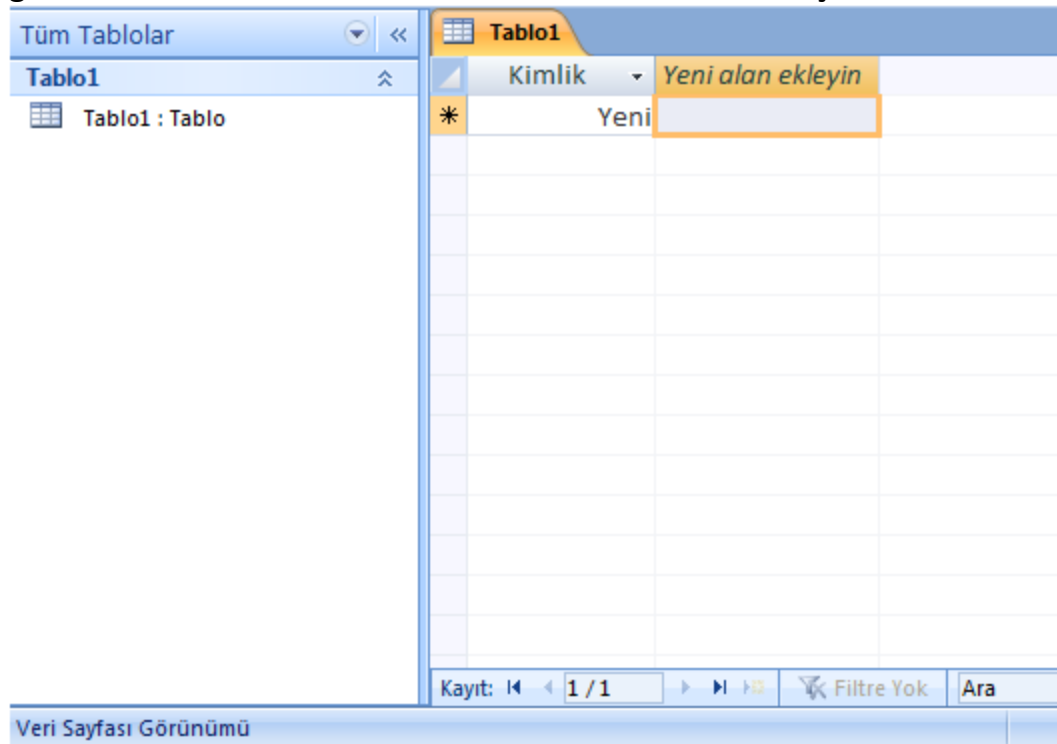 Tüm Tablolar
Tablo1
Tablo1 : Tablo
Tablo1
Kimlik Yeni alan ekleyin
Yeni
Kayıt: 1 / 1 Filtre Yok Ara
Veri Sayfası Görünümü